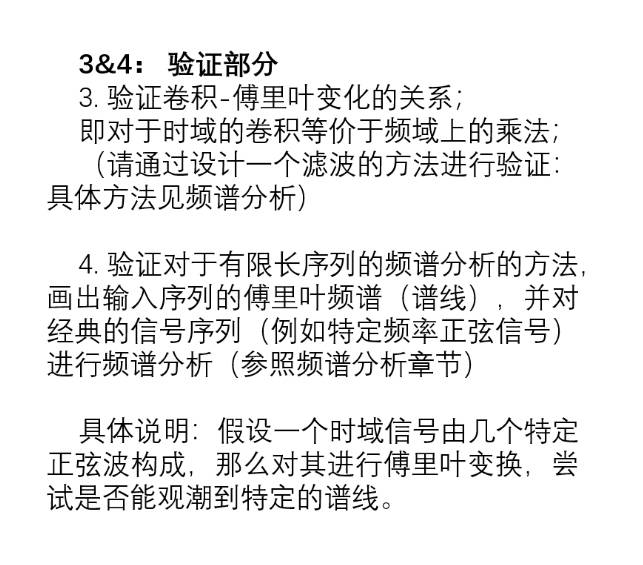 3&4： 验证部分
3. 验证卷积-傅里叶变化的关系；
即对于时域的卷积等价于频域上的乘法；
（请通过设计一个滤波的方法进行验证：
具体方法见频谱分析）
4. 验证对于有限长序列的频谱分析的方法，
画出输入序列的傅里叶频谱（谱线），并对
经典的信号序列（例如特定频率正弦信号）
进行频谱分析（参照频谱分析章节）
具体说明：假设一个时域信号由几个特定
正弦波构成，那么对其进行傅里叶变换，尝
试是否能观潮到特定的谱线。